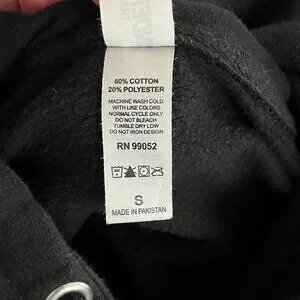 80% COTTON
20% POLYESTER
MACHINE WASH COLD
WITH LIKE COLORS
NORMAL CYCLE ONLY
DO NOT BLEACH
TUMBLE DRY LOW
DO NOT IRON DESIGN
RN 99052
S
MADE IN PAKISTAN